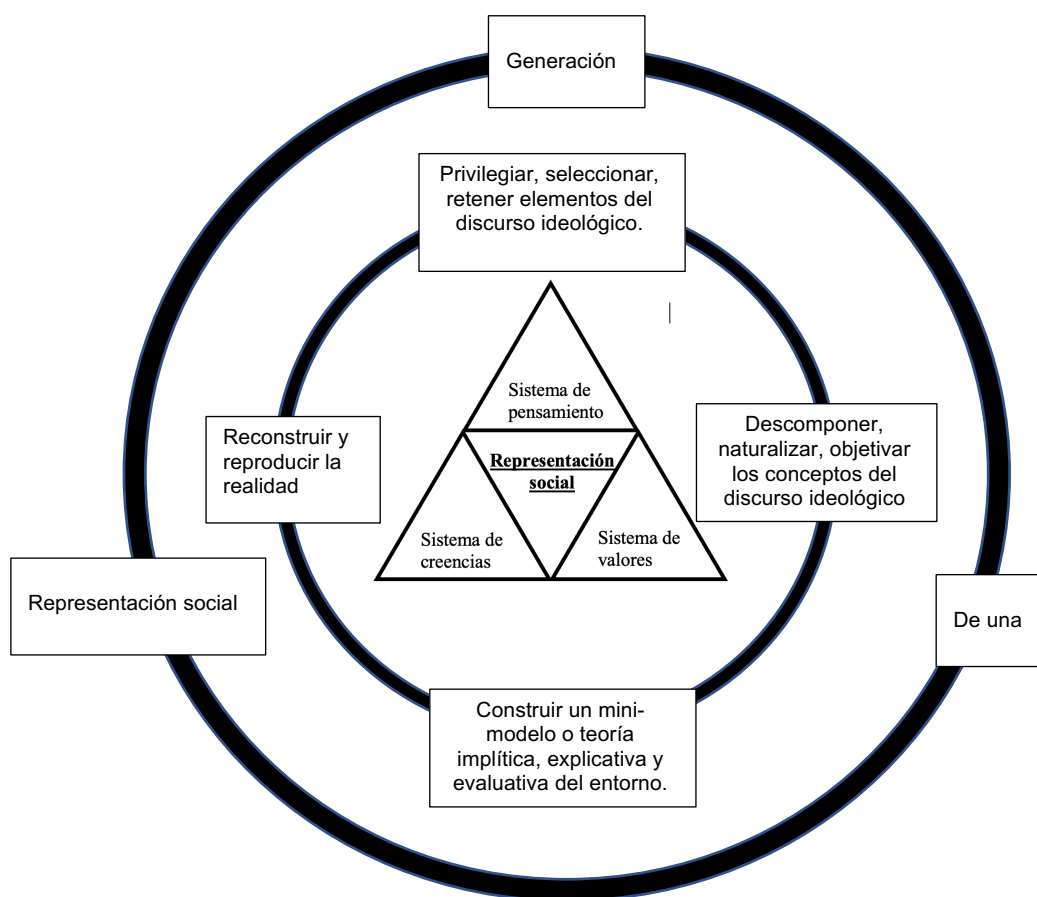 Generación
Privilegiar, seleccionar,
retener elementos del
discurso ideológico.
Sistema de
pensamiento
Reconstruir y
reproducir la
realidad
Representación
social
Descomponer,
naturalizar, objetivar
los conceptos del
discurso ideológico
Sistema de
creencias
Sistema de
valores
Representación social
De una
Construir un mini-
modelo o teoría
implítica, explicativa y
evaluativa del entorno.